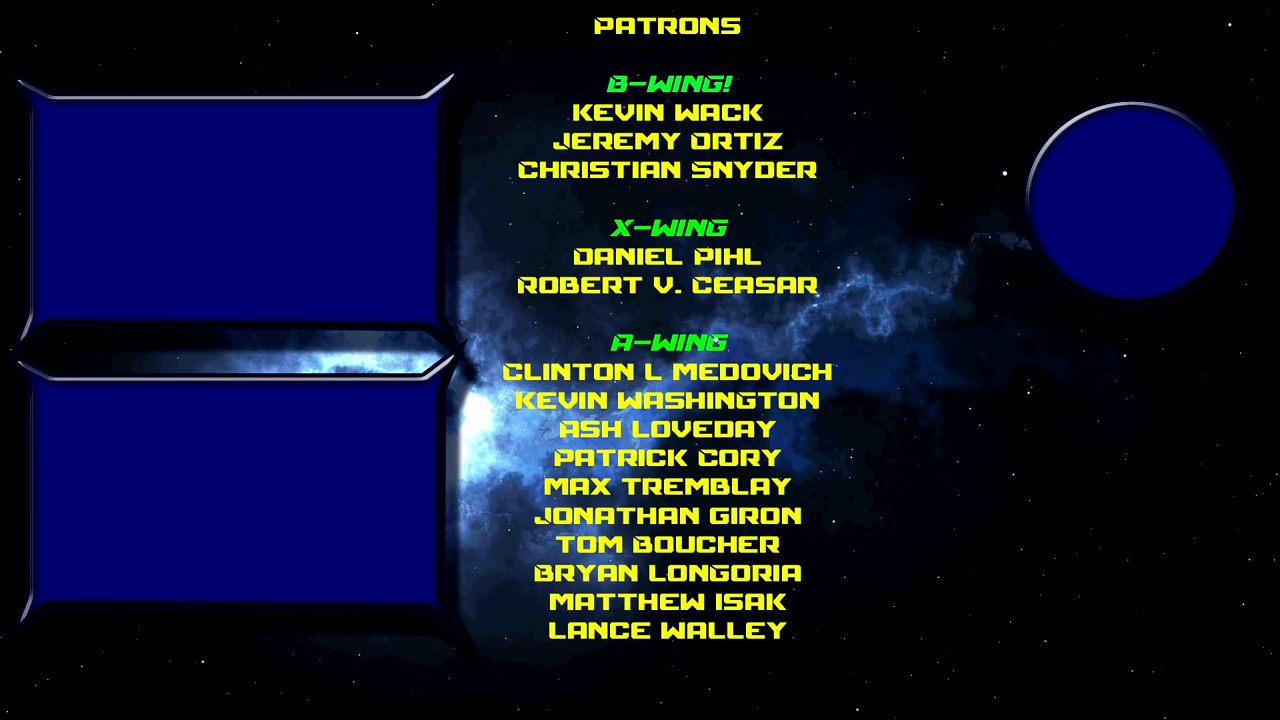 PATRONS
B-WING!
KEVIN WACK
JEREMY ORTIZ
CHRISTIAN SNYDER
X-WING
DANIEL PIHL
ROBERT V. CEASAR
A-WING
CLINTON L MEDOVICH
KEVIN WASHINGTON
ASH LOVEDAY
PATRICK CORY
MAX TREMBLAY
JONATHAN GIRON
TOM BOUCHER
BRYAN LONGORIA
MATTHEW ISAK
LANCE WALLEY